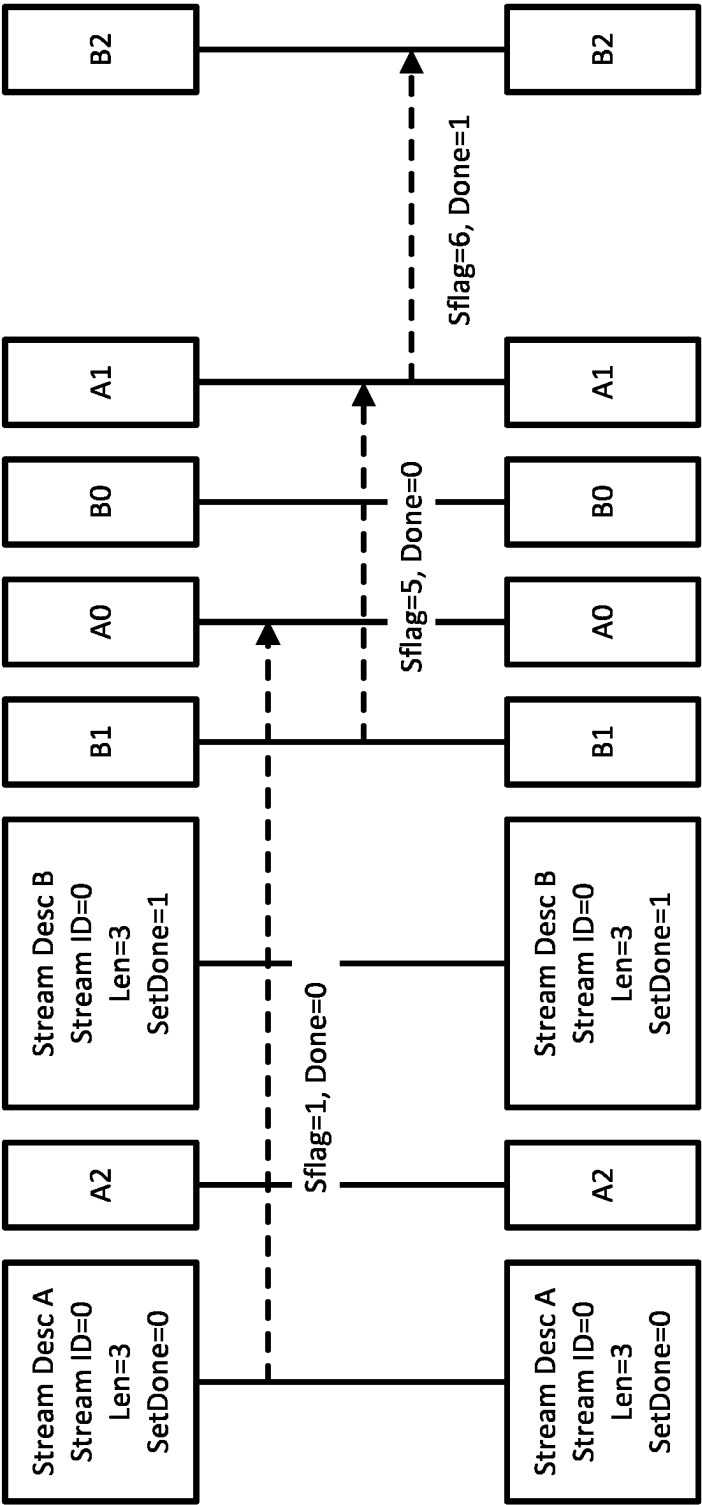 Stream Desc A
Stream ID=0
Len=3
SetDone=0
A2
Stream Desc B
Stream ID=0
Len=3
SetDone=1
B1
A0
B0
A1
B2
Sflag=1, Done=0
Sflag=5, Done=0
Sflag=6, Done=1
Stream Desc A
Stream ID=0
Len=3
SetDone=0
A2
Stream Desc B
Stream ID=0
Len=3
SetDone=1
B1
A0
B0
A1
B2